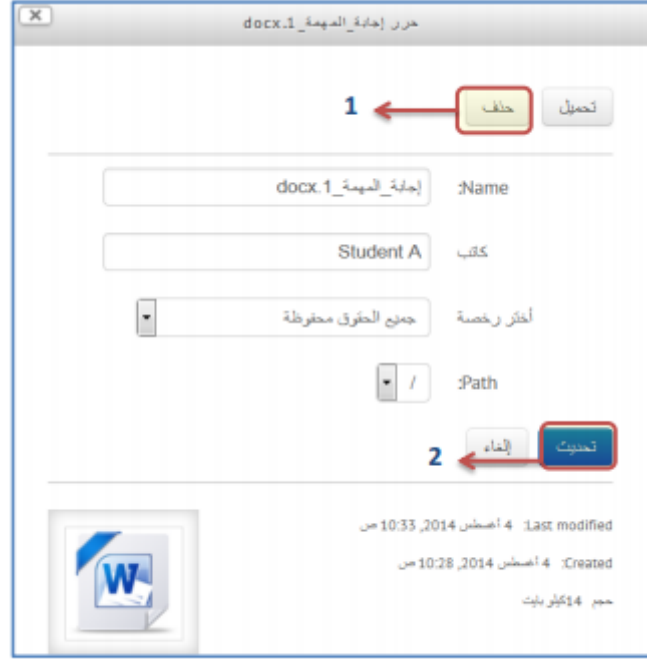 حرر إجابة_المهمة_1.docx
تحميل حذف 1
Name: إجابة_المهمة_1.docx
كاتب Student A
أختر رخصة جميع الحقوق محفوظة
Path: /
تحديث إلغاء 2
Last modified: 4 أغسطس 2014, 10:33 ص
Created: 4 أغسطس 2014, 10:28 ص
حجم 14كيلو بايت
W